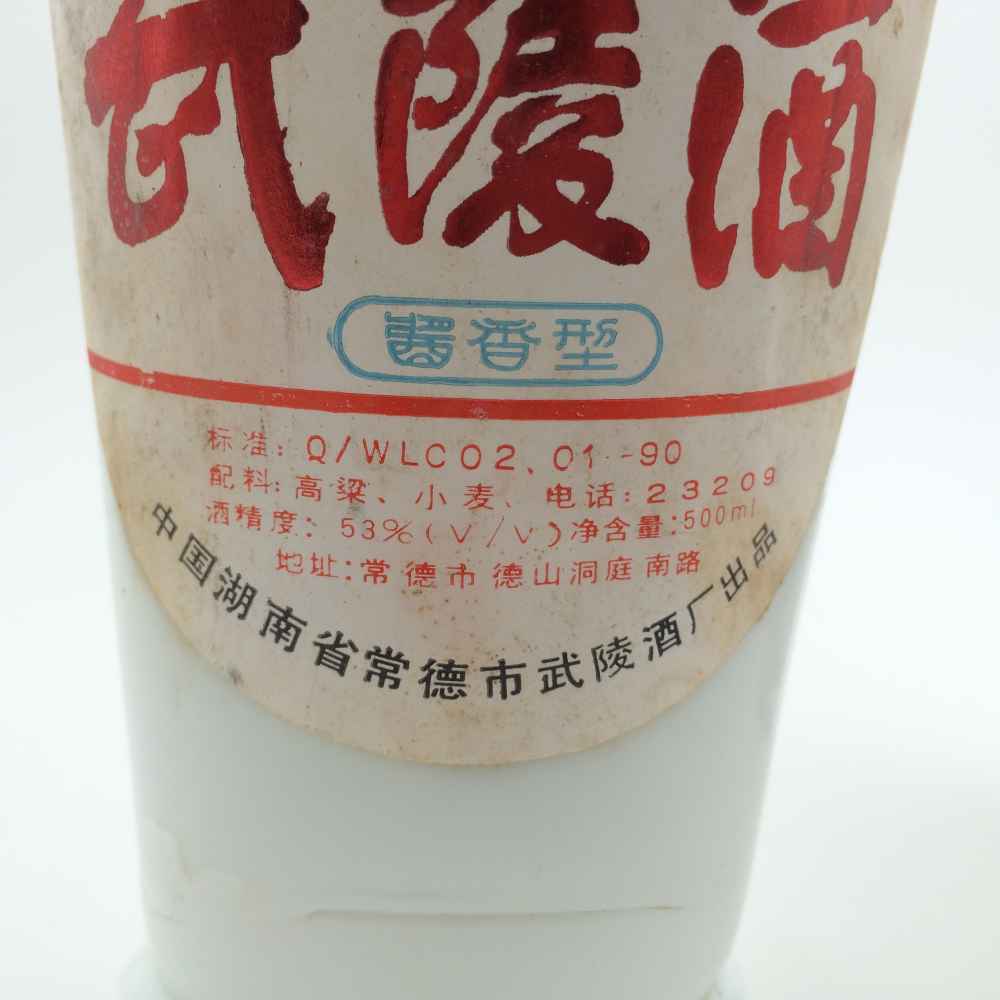 武陵酒
酱香型
标准: Q/WLC02、01-90
配料: 高粱、小麦、电话: 23209
酒精度: 53%(V/V)净含量:500ml
地址:常德市德山洞庭南路
中国湖南省常德市武陵酒厂出品